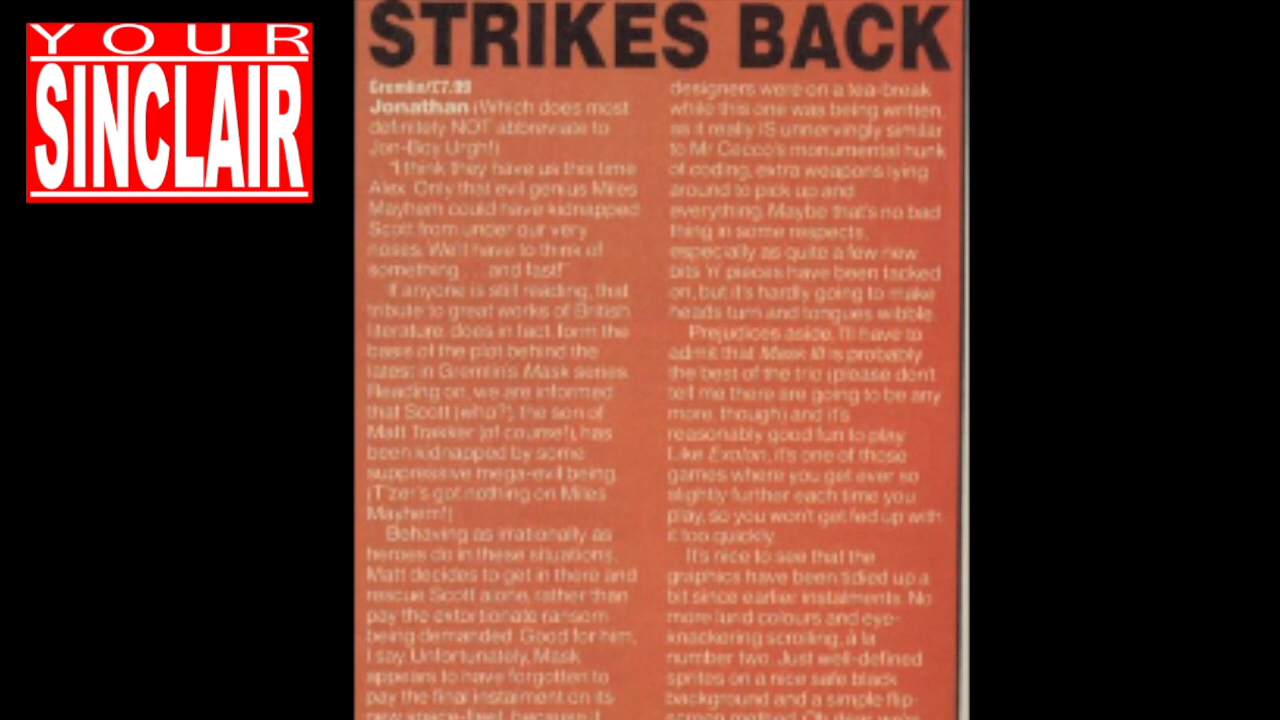 YOUR
SINCLAIR
STRIKES BACK
Gremlin/£7.99
Jonathan (Which does most
definitely NOT abbreviate to
Jon-Boy Urgh!)
"I think they have us this time
Alex. Only that evil genius Miles
Mayhem could have kidnapped
Scott from under our very
noses. We'll have to think of
something . . . and fast!"
If anyone is still reading, that
tribute to great works of British
literature, does in fact, form the
basis of the plot behind the
latest in Gremlin's Mask series.
Reading on, we are informed
that Scott (who?), the son of
Matt Trakker (of course!), has
been kidnapped by some
suppressive mega-evil being.
(T'zer's got nothing on Miles
Mayhem!)
Behaving as irrationally as
heroes do in these situations,
Matt decides to get in there and
rescue Scott alone, rather than
pay the extortionate ransom
being demanded. Good for him,
I say. Unfortunately, Mask
appears to have forgotten to
pay the final instalment on its
new space-fleet, because it
designers were on a tea-break
while this one was being written,
as it really IS unnervingly similar
to Mr Cecco's monumental hunk
of coding, extra weapons lying
around to pick up and
everything. Maybe that's no bad
thing in some respects,
especially as quite a few new
bits 'n' pieces have been tacked
on, but it's hardly going to make
heads turn and tongues wibble.
Prejudices aside, I'll have to
admit that Mask is probably
the best of the trio (please don't
tell me there are going to be any
more, though) and it's
reasonably good fun to play.
Like Exolon, it's one of those
games where you get ever so
slightly further each time you
play, so you won't get fed up with
it too quickly.
It's nice to see that the
graphics have been tidied up a
bit since earlier instalments. No
more lurid colours and eye-
knackering scrolling, à la
number two. Just well-defined
sprites on a nice safe black
background and a simple flip-
screen method. Oh dear, we're